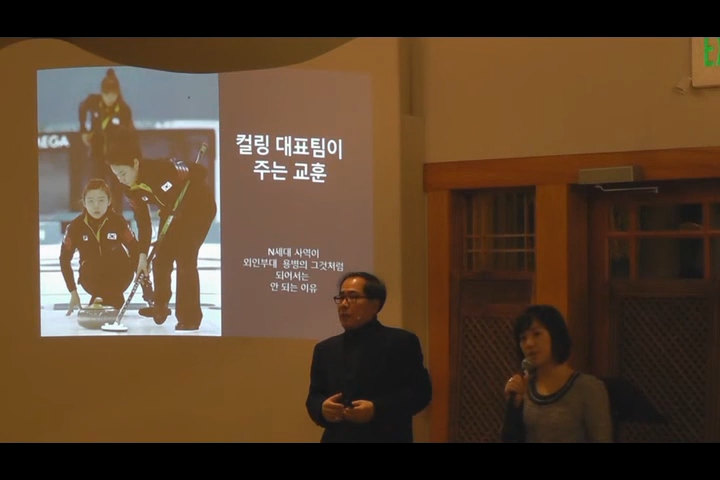 컬링 대표팀이
주는 교훈
N세대 사역이
외인부대 용병의 그것처럼
되어서는
안 되는 이유